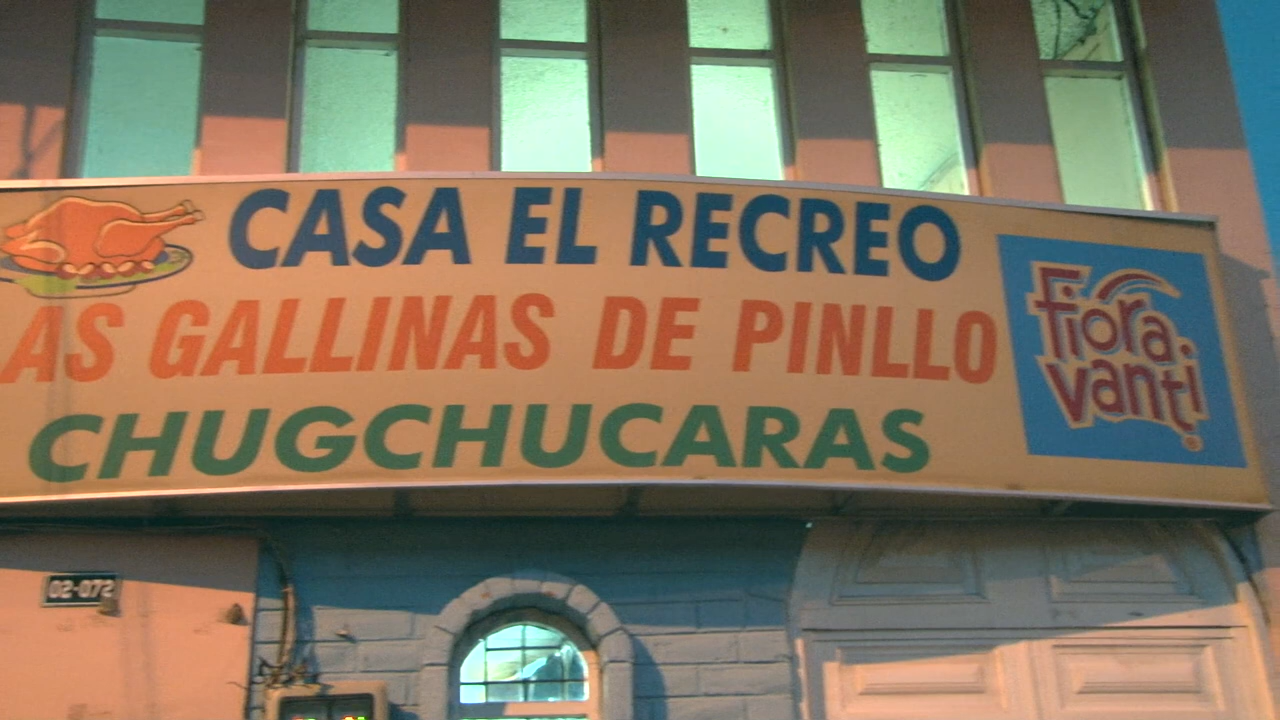 CASA EL RECREO
AS GALLINAS DE PINLLO
CHUGCHUCARAS
Fiora
vanti
02-072